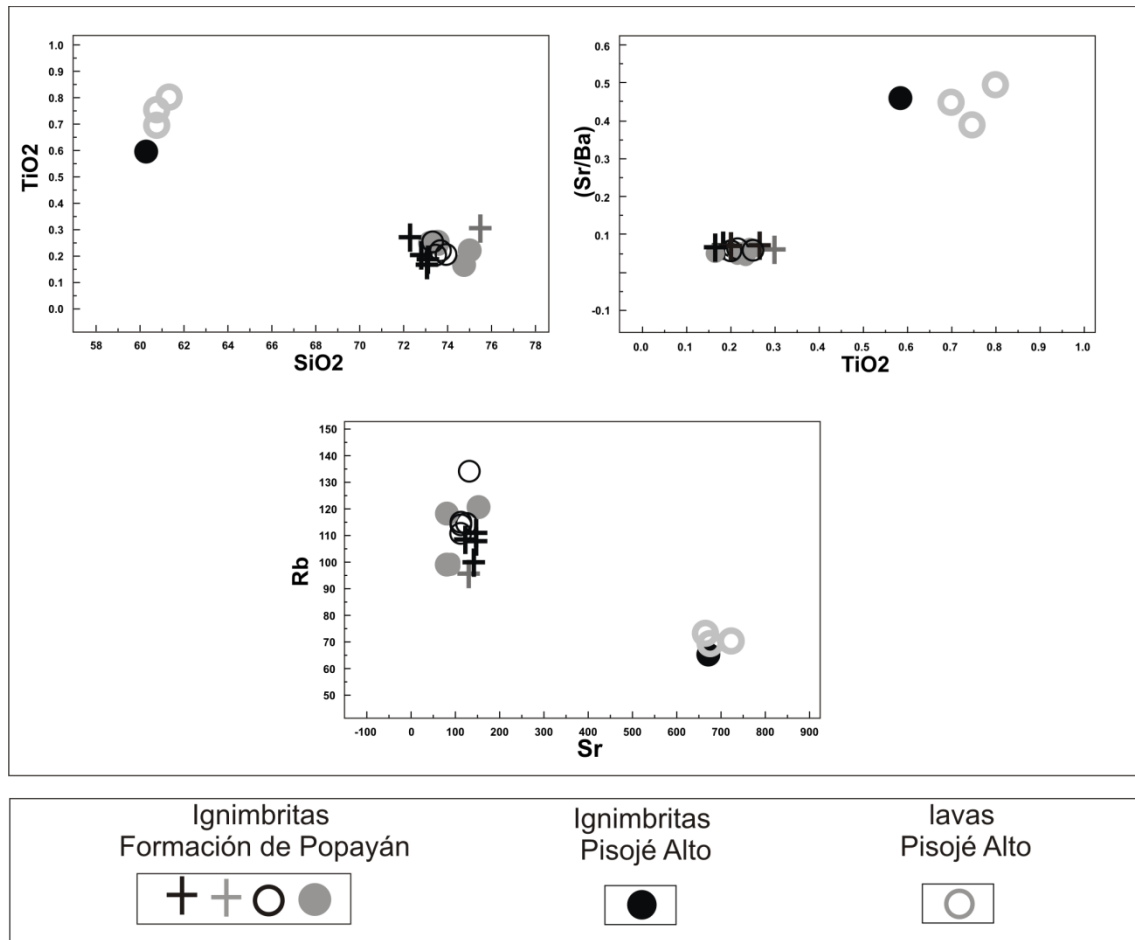 1.0
0.9
0.8
0.7
0.6
0.5
0.4
0.3
0.2
0.1
0.0
TiO2
58 60 62 64 66 68 70 72 74 76 78
SiO2
0.6
0.5
0.4
0.3
0.2
0.1
-0.1
(Sr/Ba)
0.0 0.1 0.2 0.3 0.4 0.5 0.6 0.7 0.8 0.9 1.0
TiO2
150
140
130
120
110
100
90
80
70
60
50
Rb
-100 0 100 200 300 400 500 600 700 800 900
Sr
Ignimbritas
Formación de Popayán
Ignimbritas
Pisojé Alto
lavas
Pisojé Alto